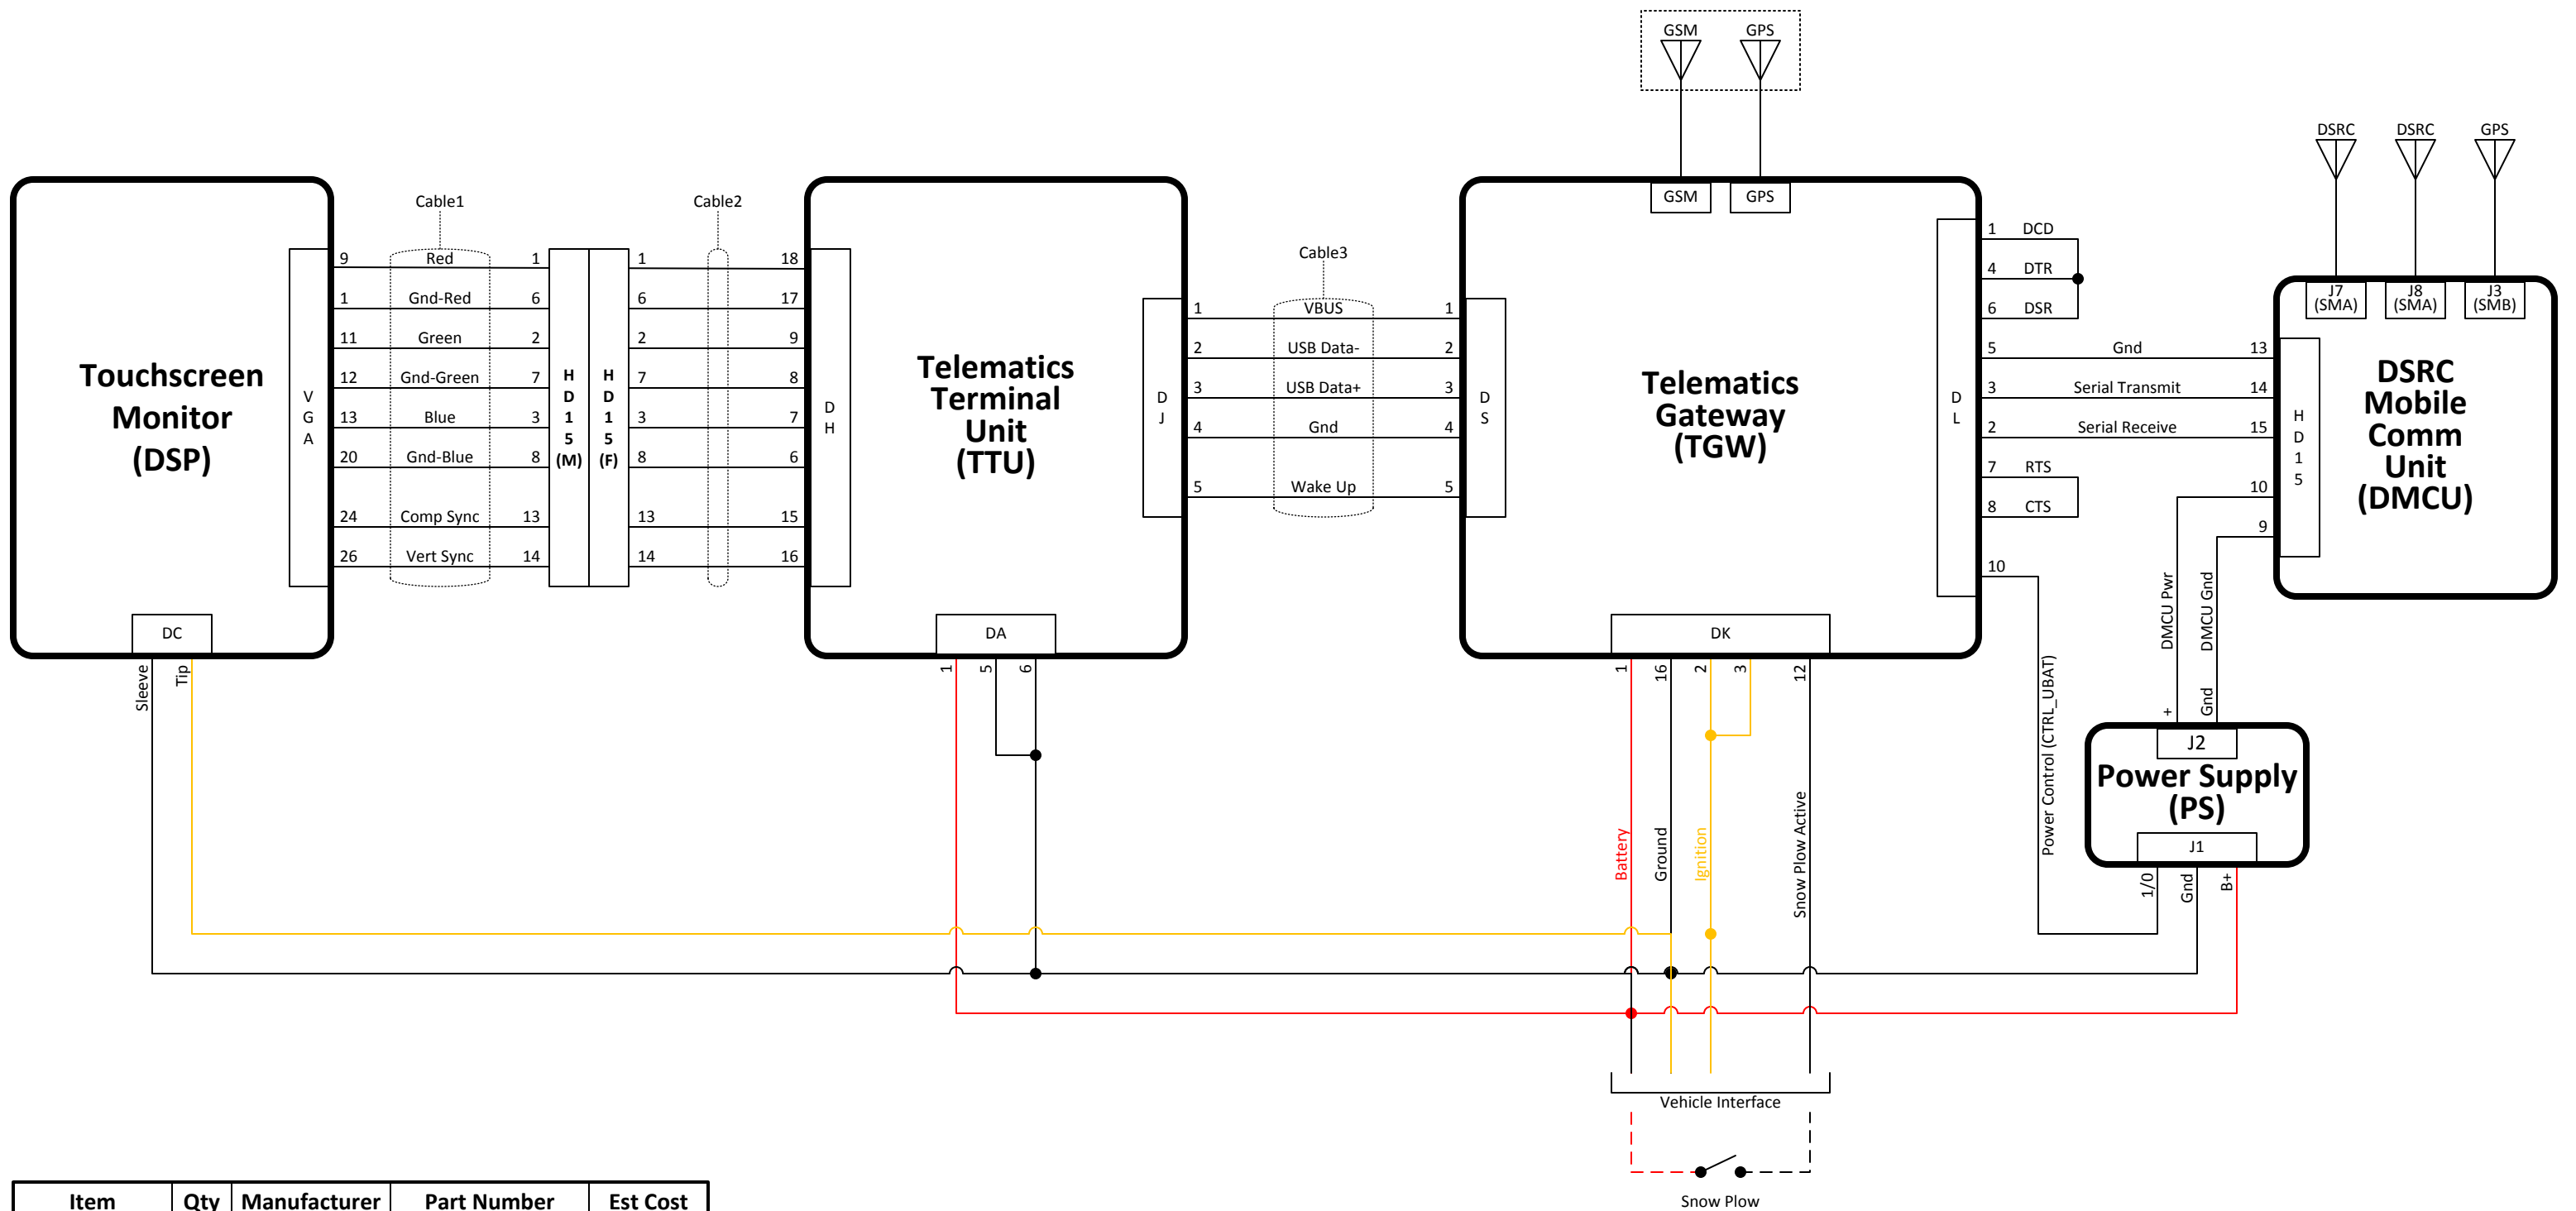 GSM GPS
DSRC DSRC GPS
Cable1 Cable2
GSM GPS
Cable3
Touchscreen
Monitor
(DSP)
VGA
DC
Sleeve
Tip
9 Red 1
1 Gnd-Red 6
11 Green 2
12 Gnd-Green 7
13 Blue 3
20 Gnd-Blue 8
24 Comp Sync 13
26 Vert Sync 14
HD15
(M)
HD15
(F)
1 18
6 17
2 9
7 8
3 7
8 6
13 15
14 16
DH
Telematics
Terminal
Unit
(TTU)
DJ
DA
1
5
6
1 VBUS 1
2 USB Data- 2
3 USB Data+ 3
4 Gnd 4
5 Wake Up 5
DS
Telematics
Gateway
(TGW)
DL
DK
1
16
2
3
12
Battery
Ground
Ignition
Snow Plow Active
1 DCD
4 DTR
6 DSR
5 Gnd 13
3 Serial Transmit 14
2 Serial Receive 15
7 RTS
8 CTS
10
10
9
Power Control (CTRL_UBAT)
J7
(SMA)
J8
(SMA)
J3
(SMB)
HD15
DSRC
Mobile
Comm
Unit
(DMCU)
DMCU Pwr
DMCU Gnd
+
Gnd
J2
Power Supply
(PS)
J1
1/0
Gnd
B+
Vehicle Interface
Snow Plow
Item Qty Manufacturer Part Number Est Cost